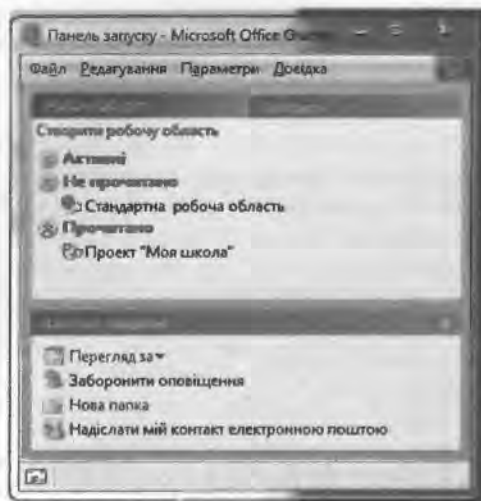 Панель запуску - Microsoft Office
Файл Редагування Параметри Довідка
Створити робочу область
Активні
Не прочитано
Стандартна робоча область
Прочитано
Проект "Моя школа"
Перегляд за
Заборонити оповіщення
Нова папка
Надіслати мій контакт електронною поштою